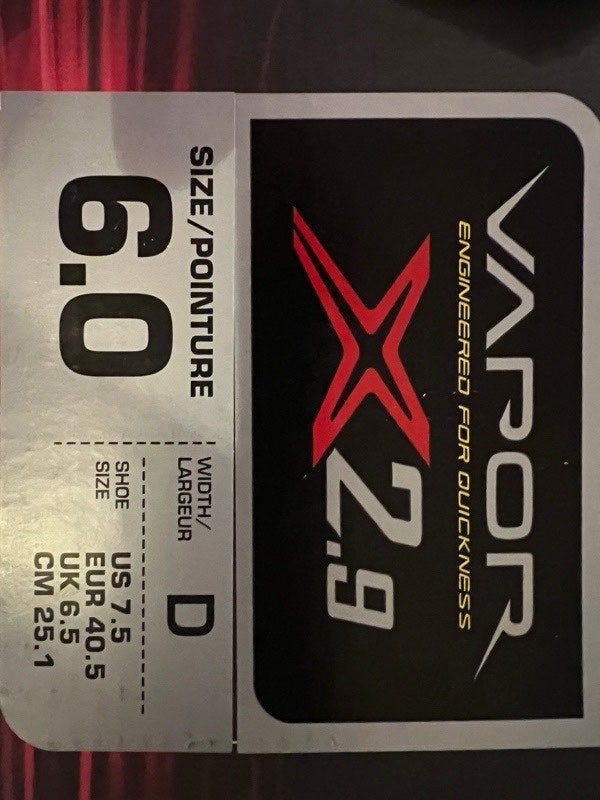 VAPOR
ENGINEERED FOR QUICKNESS
X2.9
SIZE/POINTURE
6.0
WIDTH/
LARGEUR
D
SHOE
SIZE
US 7.5
EUR 40.5
UK 6.5
CM 25.1